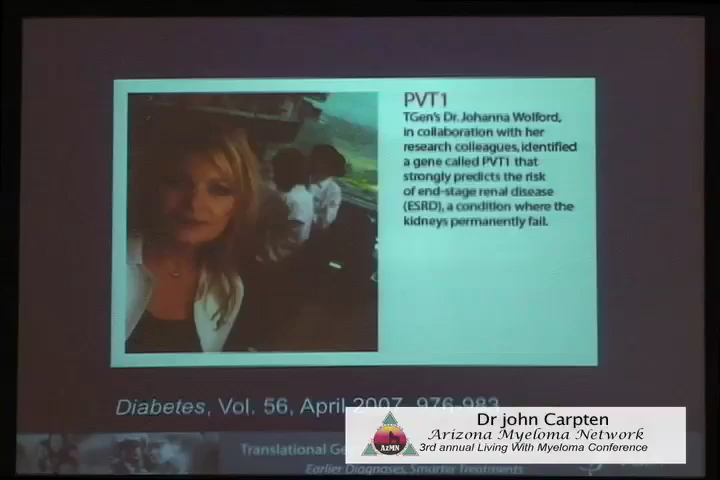 PVT1
TGen's Dr. Johanna Wolford,
in collaboration with her
research colleagues, identified
a gene called PVT1 that
strongly predicts the risk
of end-stage renal disease
(ESRD), a condition where the
kidneys permanently fail.
Diabetes, Vol. 56, April 2007, 976-983
Translational
Earlier Diagnoses, Smarter Treatments
AzMN
Dr john Carpten
Arizona Myeloma Network
3rd annual Living With Myeloma Conference